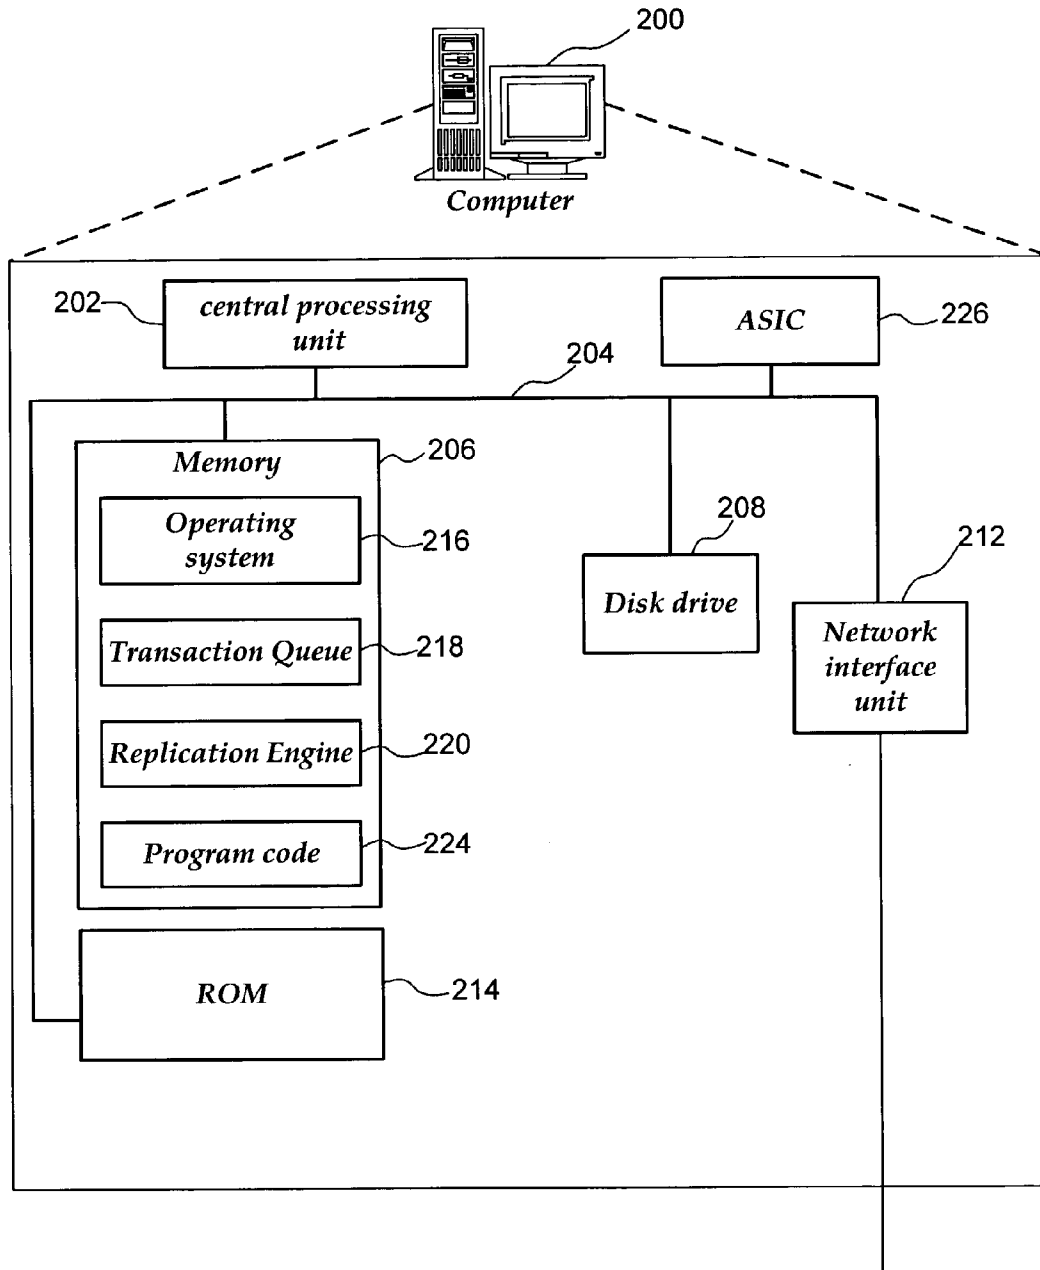 200
Computer
202
central processing
unit
ASIC
226
204
Memory
206
Operating
system
216
208
212
Disk drive
Network
interface
unit
Transaction Queue
218
Replication Engine
220
Program code
224
ROM
214